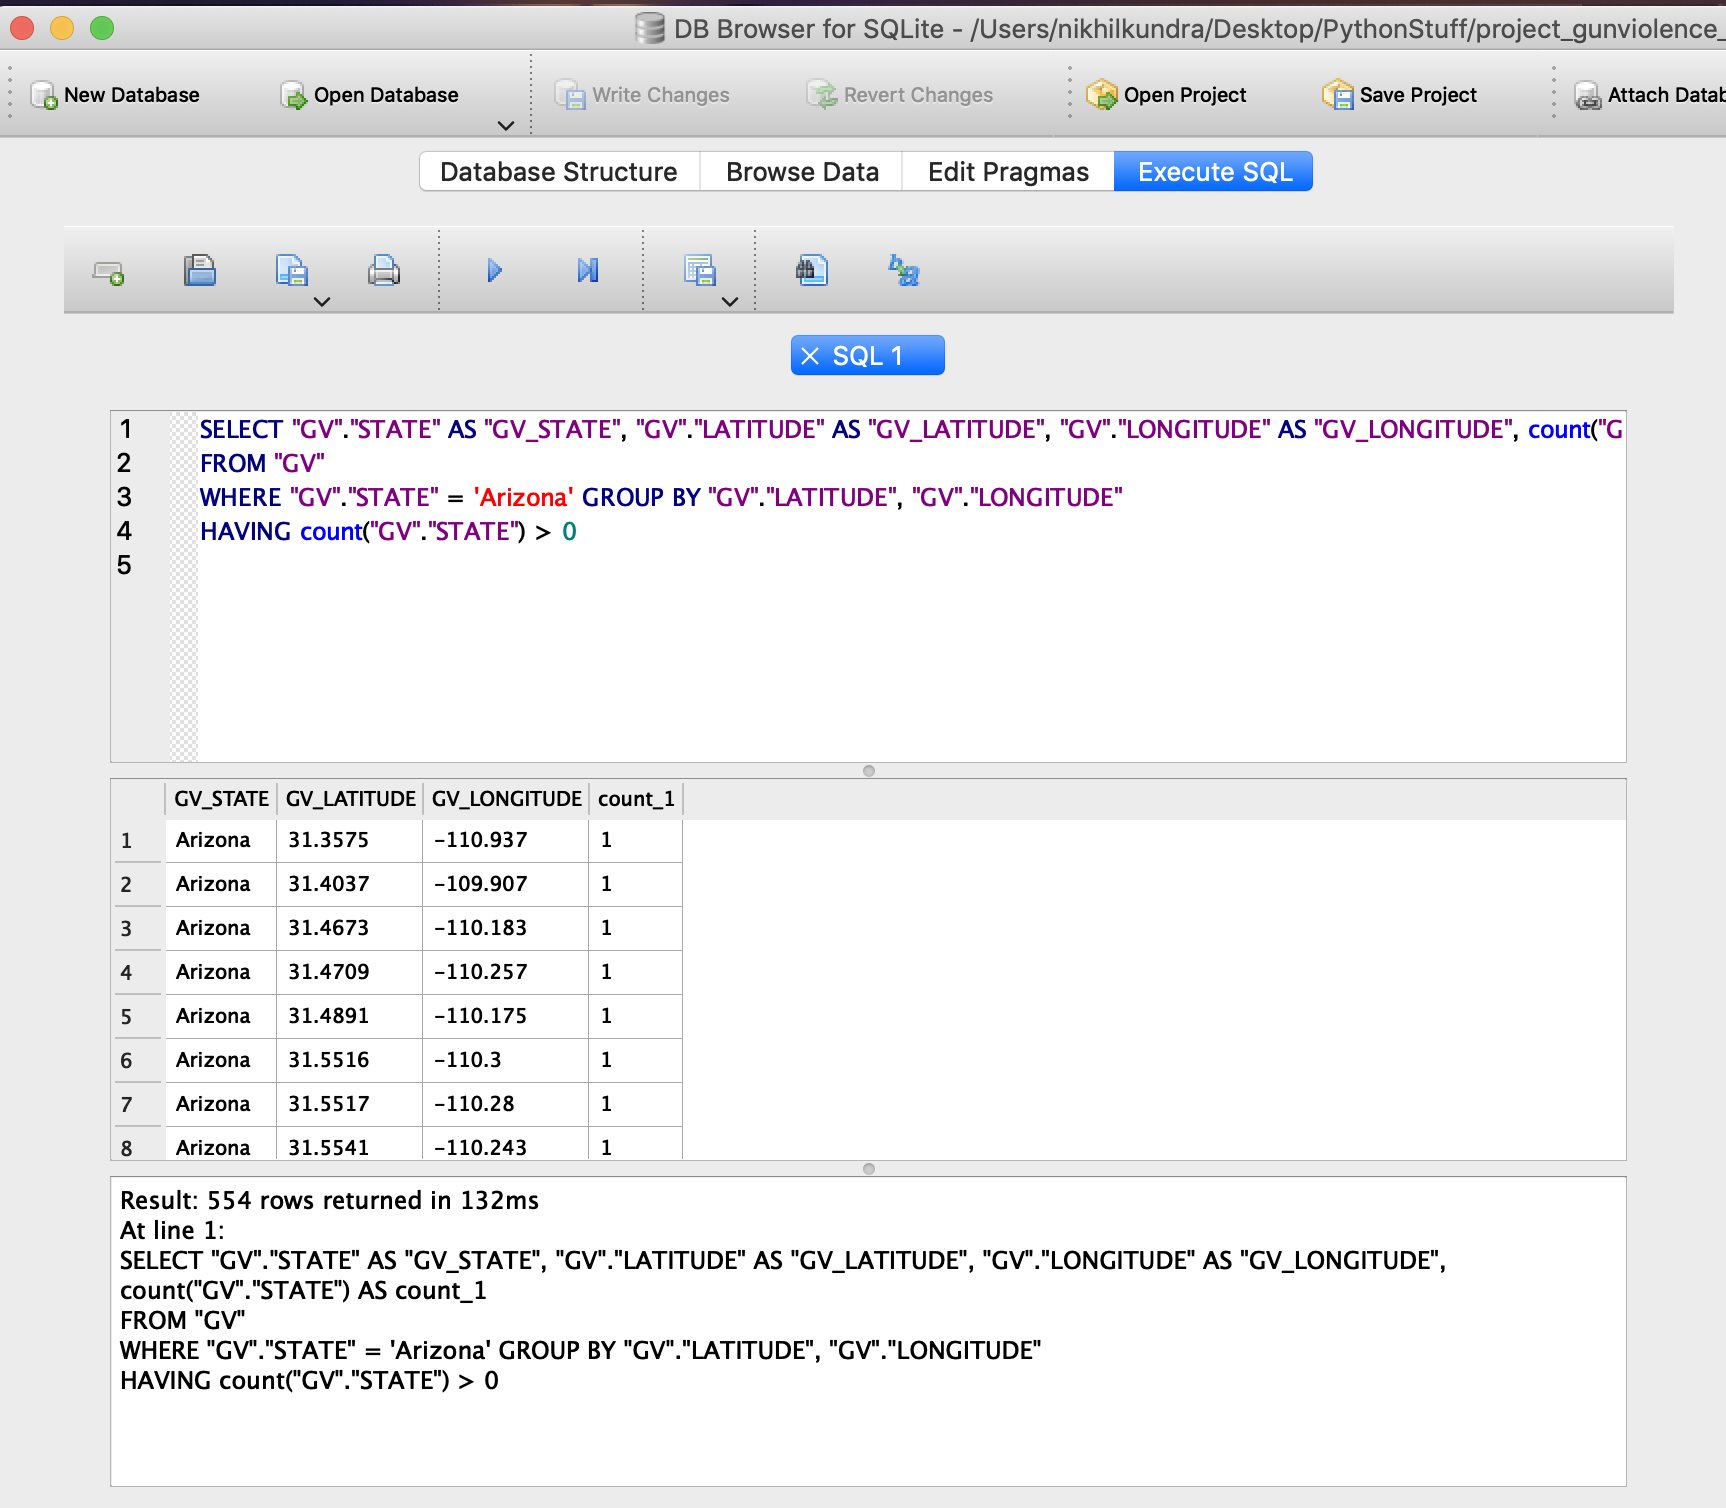 DB Browser for SQLite - /Users/nikhilkundra/Desktop/PythonStuff/project_gunviolence_
New Database Open Database Write Changes Revert Changes Open Project Save Project Attach Datab
Database Structure Browse Data Edit Pragmas Execute SQL
SQL 1
1 SELECT "GV"."STATE" AS "GV_STATE", "GV"."LATITUDE" AS "GV_LATITUDE", "GV"."LONGITUDE" AS "GV_LONGITUDE", count("G
2 FROM "GV"
3 WHERE "GV"."STATE" = 'Arizona' GROUP BY "GV"."LATITUDE", "GV"."LONGITUDE"
4 HAVING count("GV"."STATE") > 0
5
GV_STATE GV_LATITUDE GV_LONGITUDE count_1
1 Arizona 31.3575 -110.937 1
2 Arizona 31.4037 -109.907 1
3 Arizona 31.4673 -110.183 1
4 Arizona 31.4709 -110.257 1
5 Arizona 31.4891 -110.175 1
6 Arizona 31.5516 -110.3 1
7 Arizona 31.5517 -110.28 1
8 Arizona 31.5541 -110.243 1
Result: 554 rows returned in 132ms
At line 1:
SELECT "GV"."STATE" AS "GV_STATE", "GV"."LATITUDE" AS "GV_LATITUDE", "GV"."LONGITUDE" AS "GV_LONGITUDE",
count("GV"."STATE") AS count_1
FROM "GV"
WHERE "GV"."STATE" = 'Arizona' GROUP BY "GV"."LATITUDE", "GV"."LONGITUDE"
HAVING count("GV"."STATE") > 0